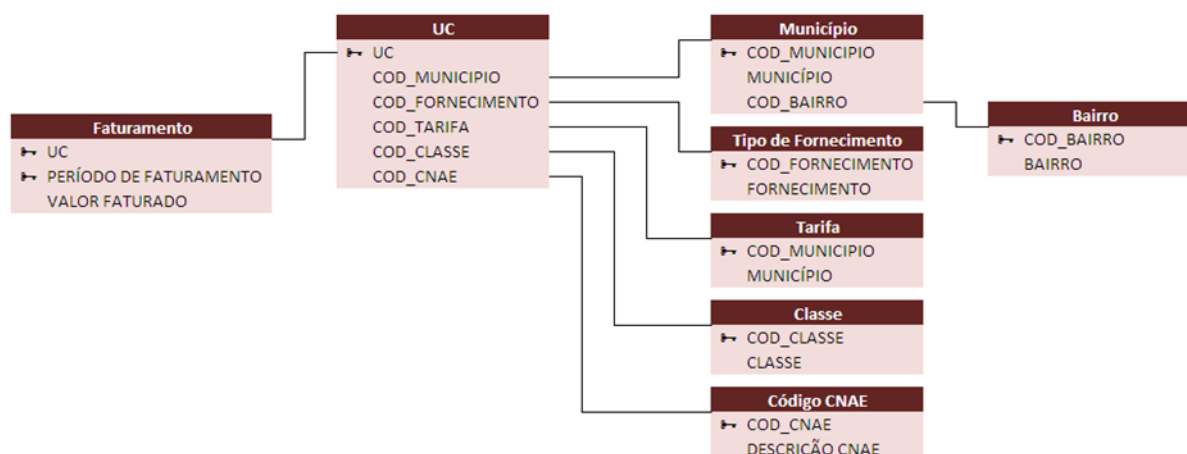 Faturamento
UC
PERÍODO DE FATURAMENTO
VALOR FATURADO
UC
UC
COD_MUNICIPIO
COD_FORNECIMENTO
COD_TARIFA
COD_CLASSE
COD_CNAE
Município
COD_MUNICIPIO
MUNICÍPIO
COD_BAIRRO
Tipo de Fornecimento
COD_FORNECIMENTO
FORNECIMENTO
Tarifa
COD_MUNICIPIO
MUNICÍPIO
Classe
COD_CLASSE
CLASSE
Código CNAE
COD_CNAE
DESCRIÇÃO CNAE
Bairro
COD_BAIRRO
BAIRRO